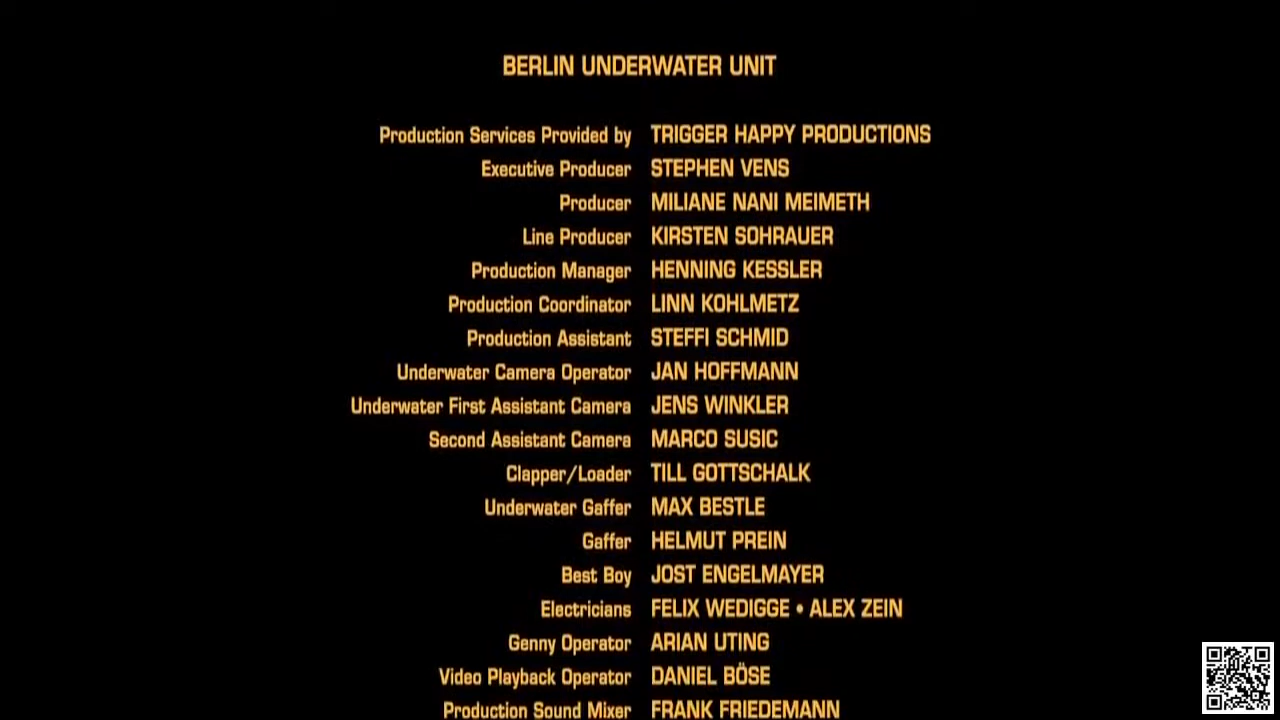 BERLIN UNDERWATER UNIT
Production Services Provided by TRIGGER HAPPY PRODUCTIONS
Executive Producer STEPHEN VENS
Producer MILIANE NANI MEIMETH
Line Producer KIRSTEN SOHRAUER
Production Manager HENNING KESSLER
Production Coordinator LINN KOHLMETZ
Production Assistant STEFFI SCHMID
Underwater Camera Operator JAN HOFFMANN
Underwater First Assistant Camera JENS WINKLER
Second Assistant Camera MARCO SUSIC
Clapper/Loader TILL GOTTSCHALK
Underwater Gaffer MAX BESTLE
Gaffer HELMUT PREIN
Best Boy JOST ENGELMAYER
Electricians FELIX WEDIGGE • ALEX ZEIN
Genny Operator ARIAN UTING
Video Playback Operator DANIEL BÖSE
Production Sound Mixer FRANK FRIEDEMANN